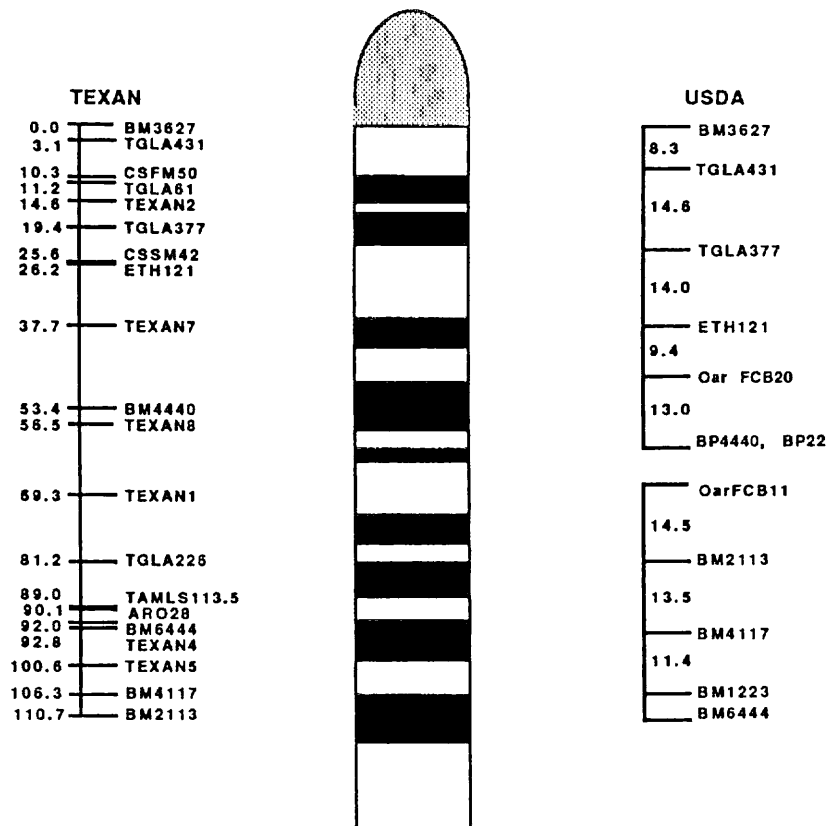 TEXAN
0.0 BM3627
3.1 TGLA431
10.3 CSFM50
11.2 TGLA61
14.6 TEXAN2
19.4 TGLA377
25.6 CSSM42
26.2 ETH121
37.7 TEXAN7
53.4 BM4440
56.5 TEXAN8
69.3 TEXAN1
81.2 TGLA226
89.0 TAMLS113.5
90.1 ARO28
92.0 BM6444
92.8 TEXAN4
100.6 TEXAN5
106.3 BM4117
110.7 BM2113
USDA
BM3627
8.3
TGLA431
14.6
TGLA377
14.0
ETH121
9.4
Oar FCB20
13.0
BP4440, BP22
OarFCB11
14.5
BM2113
13.5
BM4117
11.4
BM1223
BM6444